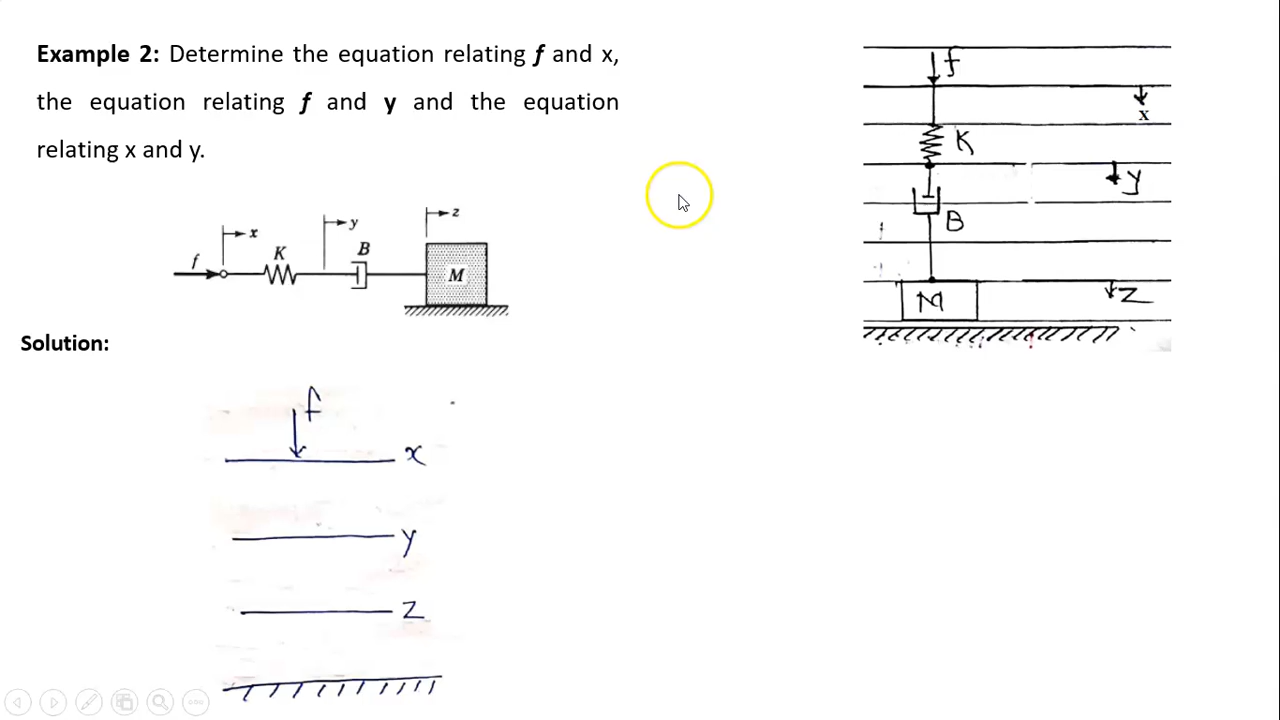 Example 2: Determine the equation relating f and x,
the equation relating f and y and the equation
relating x and y.
f
x
K
y
B
z
M
f
x
K
y
B
M
z
Solution:
f
x
y
z